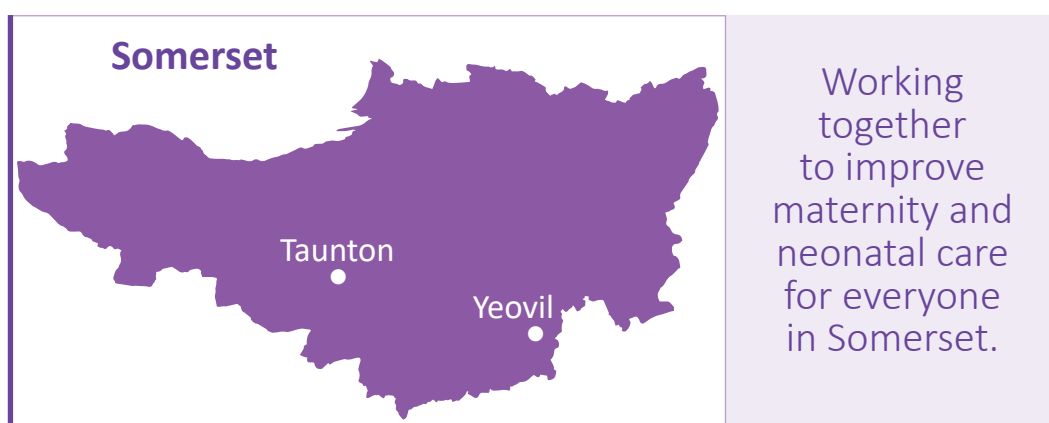 Somerset
Taunton
Yeovil
Working
together
to improve
maternity and
neonatal care
for everyone
in Somerset.